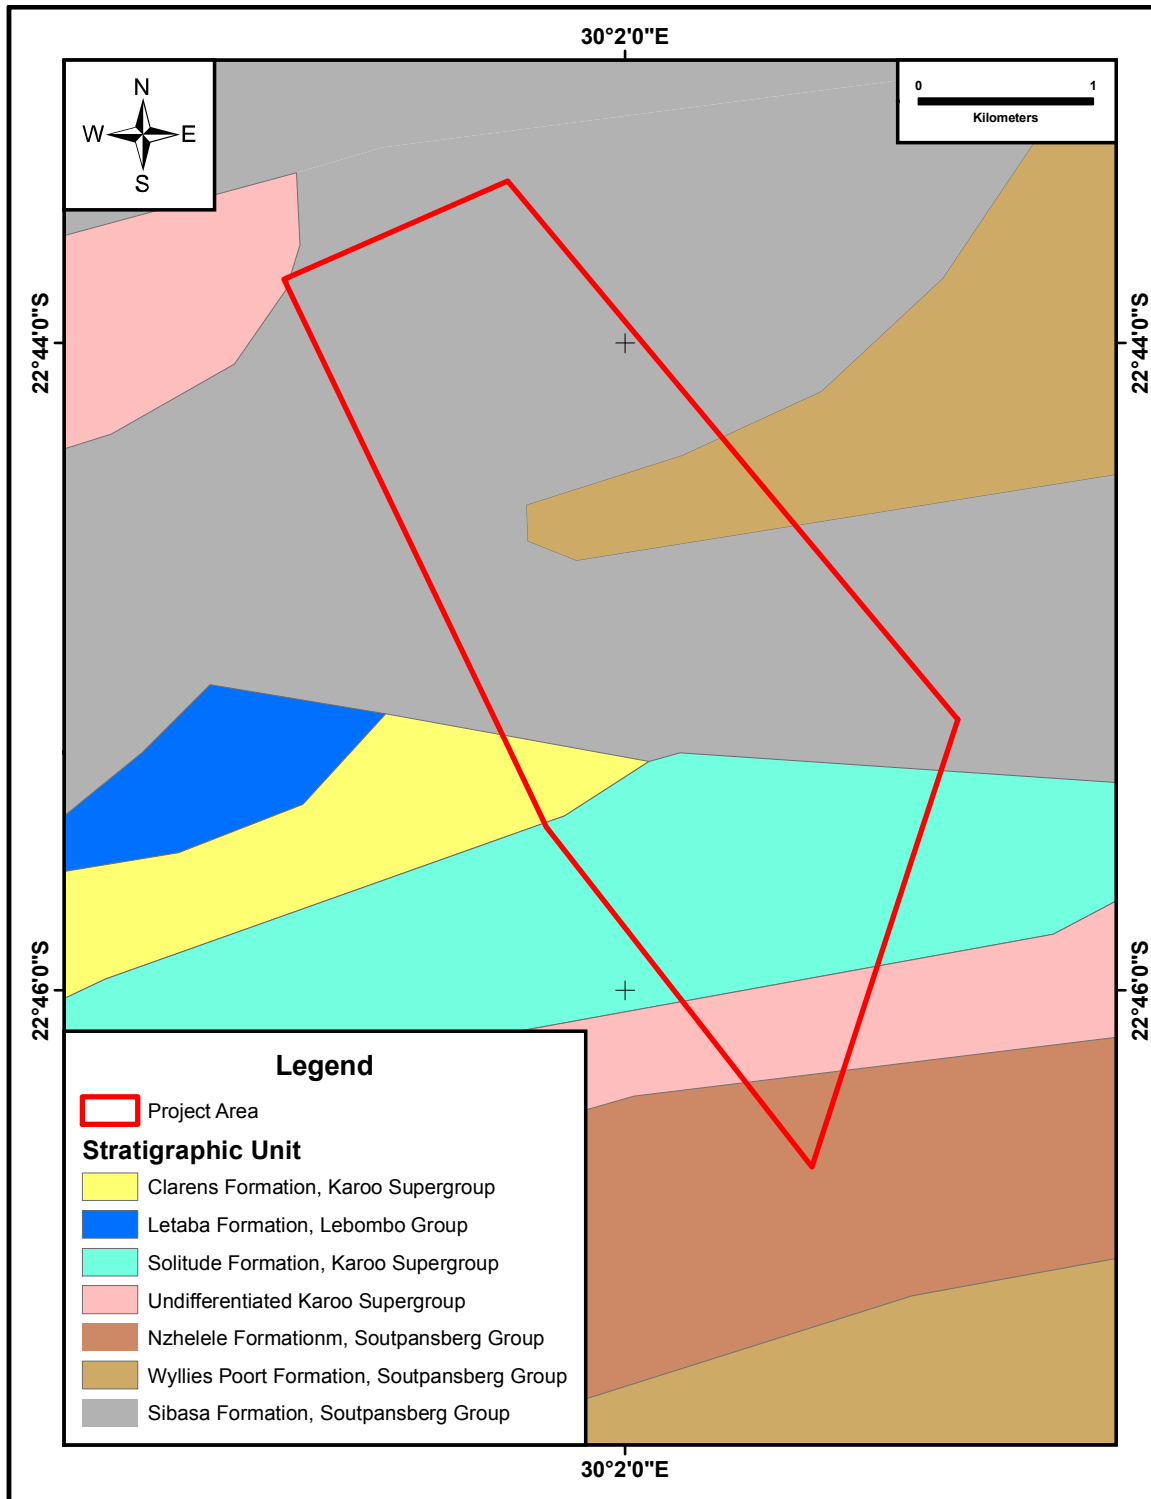 30°2'0"E
N
W E
S
0 1
Kilometers
22°44'0"S
22°44'0"S
22°46'0"S
22°46'0"S
Legend
Project Area
Stratigraphic Unit
Clarens Formation, Karoo Supergroup
Letaba Formation, Lebombo Group
Solitude Formation, Karoo Supergroup
Undifferentiated Karoo Supergroup
Nzhelele Formationm, Soutpansberg Group
Wyllies Poort Formation, Soutpansberg Group
Sibasa Formation, Soutpansberg Group
30°2'0"E